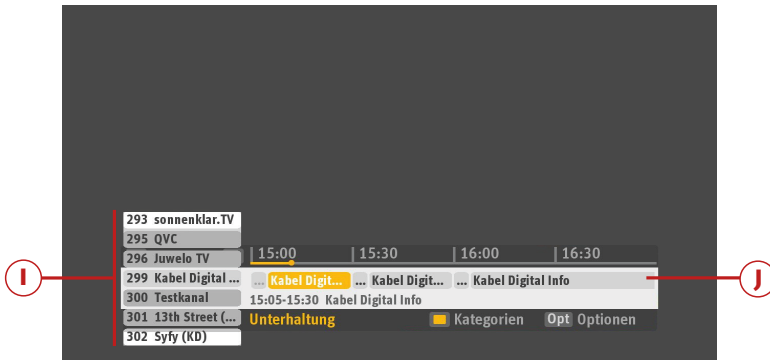 293 sonnenklar.TV
295 QVC
296 Juwelo TV
15:00 15:30 16:00 16:30
299 Kabel Digital ... ... Kabel Digit... ... Kabel Digit... ... Kabel Digital Info
300 Testkanal 15:05-15:30 Kabel Digital Info
301 13th Street (... Unterhaltung Kategorien Opt Optionen
302 Syfy (KD)
I
J